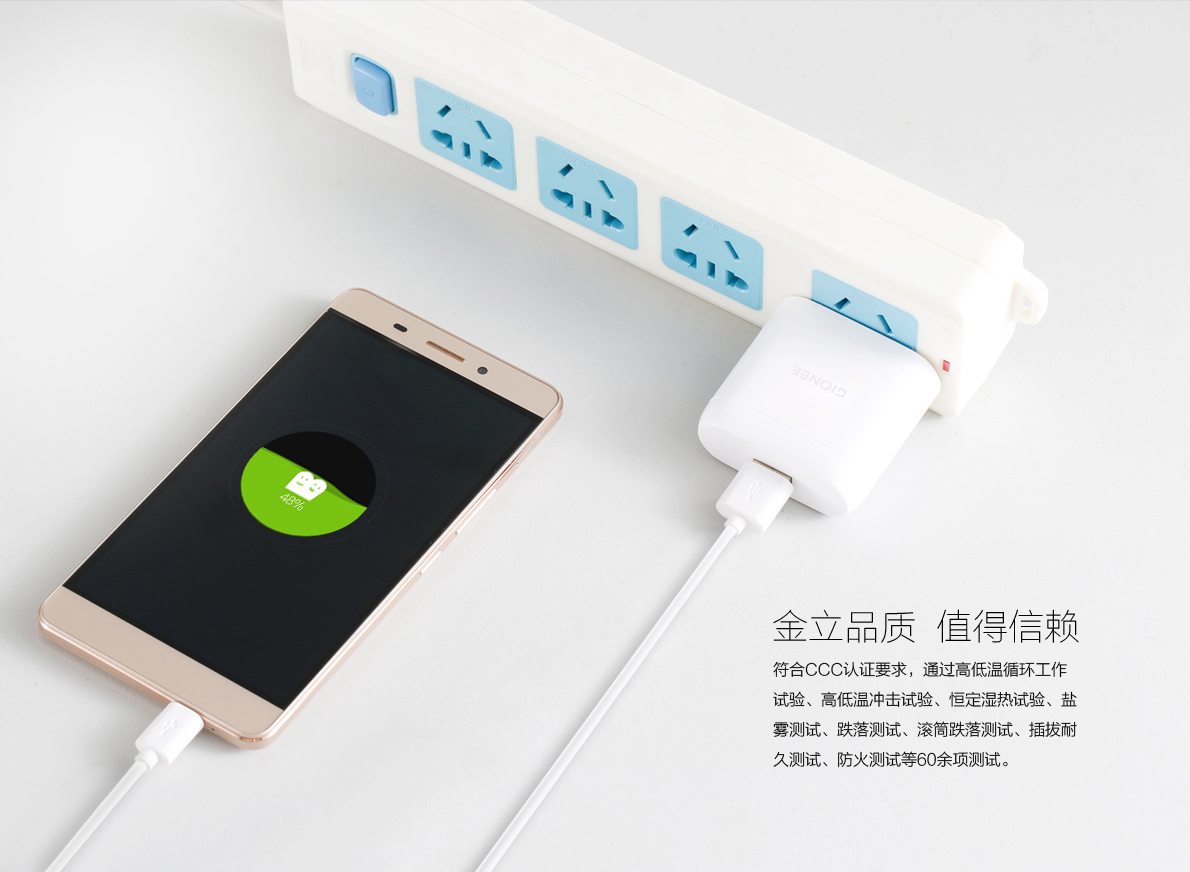 GIONEE
48%
金立品质 值得信赖
符合CCC认证要求，通过高低温循环工作
试验、高低温冲击试验、恒定湿热试验、盐
雾测试、跌落测试、滚筒跌落测试、插拔耐
久测试、防火测试等60余项测试。